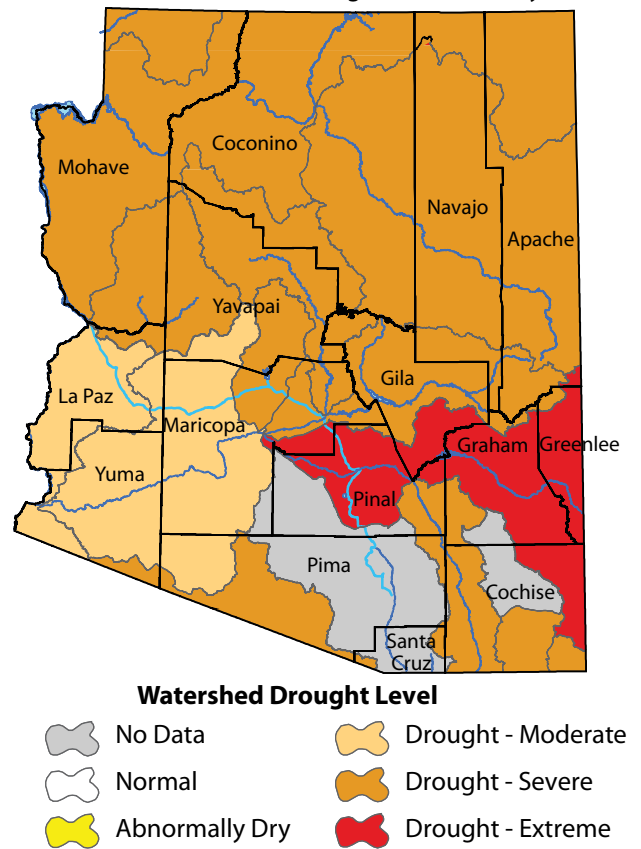 Mohave
Coconino
Navajo
Apache
Yavapai
La Paz
Gila
Maricopa
Yuma
Graham
Greenlee
Pinal
Pima
Cochise
Santa
Cruz
Watershed Drought Level
No Data
Normal
Abnormally Dry
Drought - Moderate
Drought - Severe
Drought - Extreme